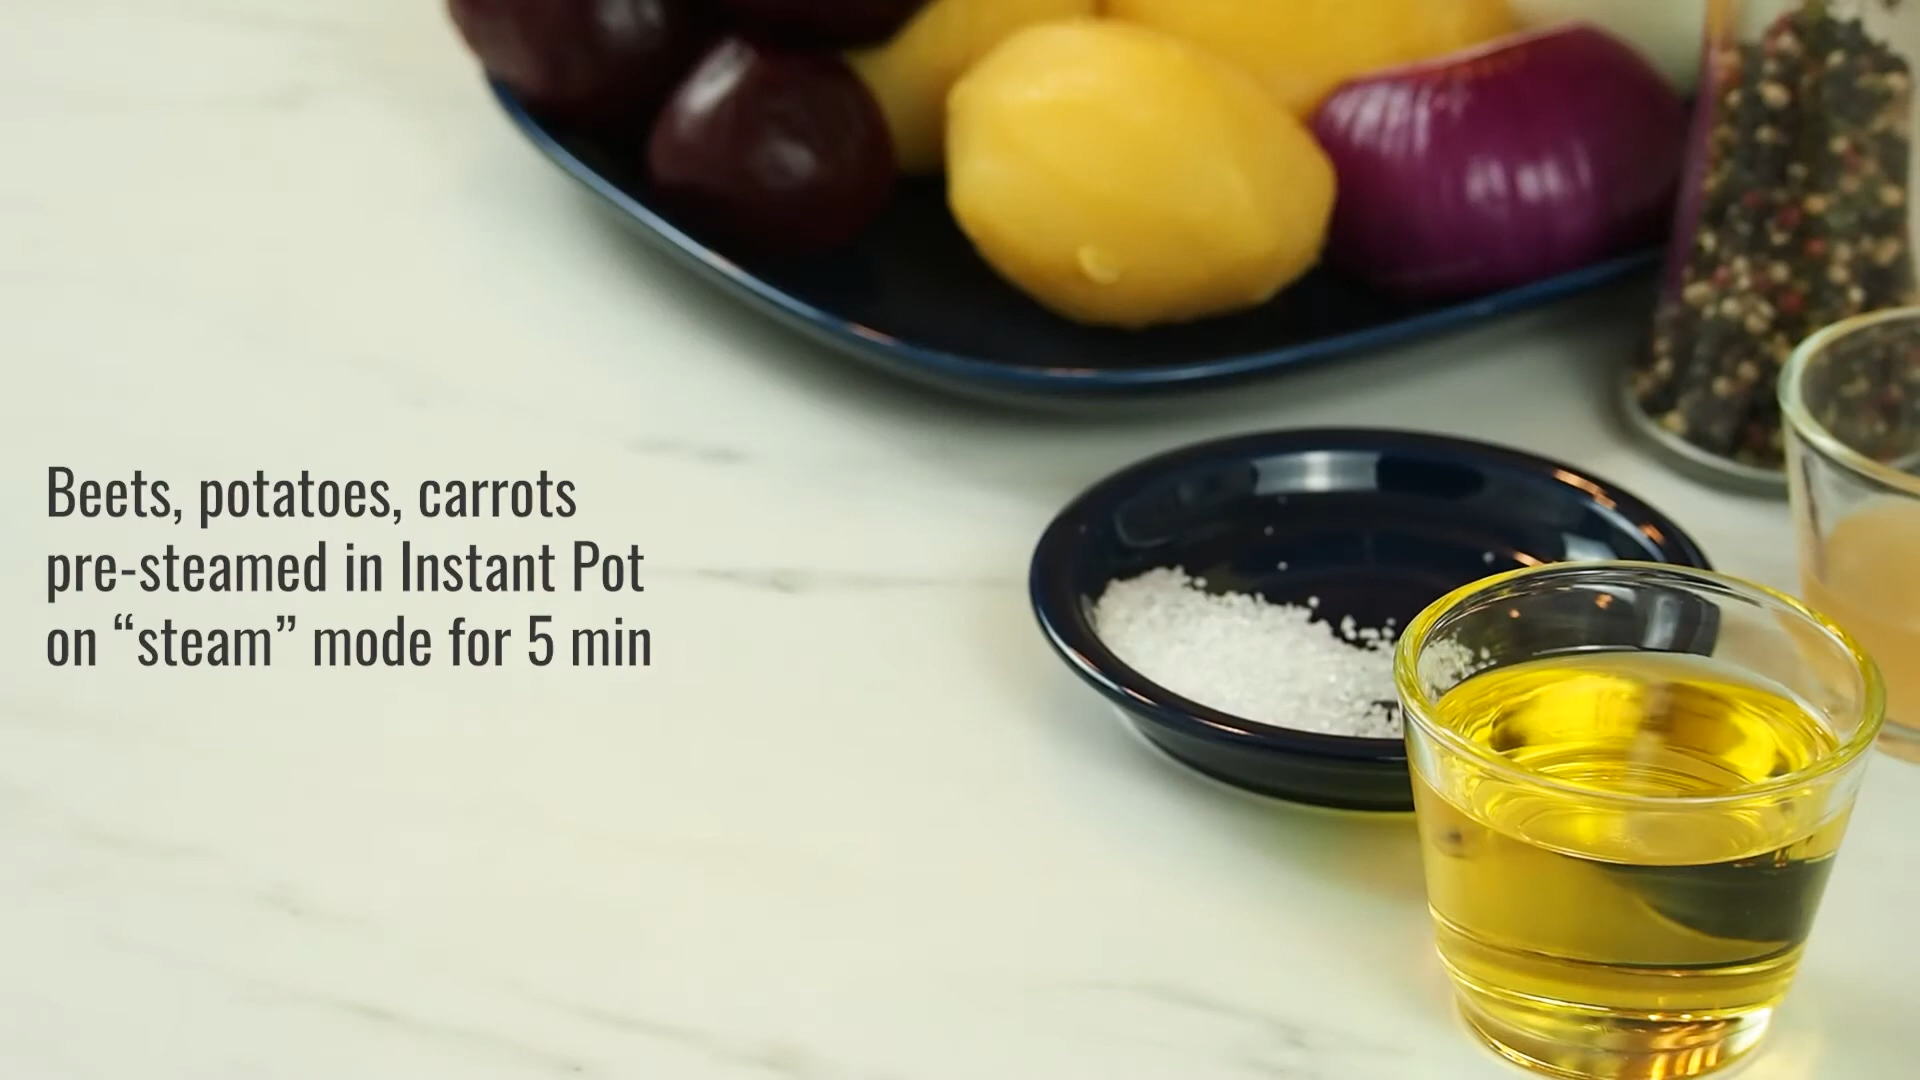 Beets, potatoes, carrots
pre-steamed in Instant Pot
on “steam” mode for 5 min